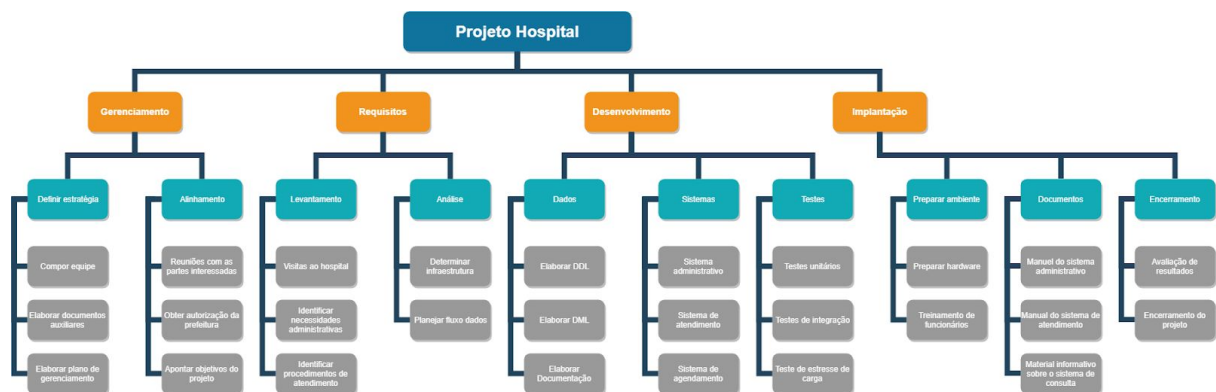 Projeto Hospital
Gerenciamento
Requisitos
Desenvolvimento
Implantação
Definir estratégia
Alinhamento
Levantamento
Análise
Dados
Sistemas
Testes
Preparar ambiente
Documentos
Encerramento
Compor equipe
Reuniões com as
partes interessadas
Visitas ao hospital
Determinar
infraestrutura
Elaborar DDL
Sistema
administrativo
Testes unitários
Preparar hardware
Manuel do sistema
administrativo
Avaliação de
resultados
Elaborar documentos
auxiliares
Obter autorização da
prefeitura
Identificar
necessidades
administrativas
Planejar fluxo dados
Elaborar DML
Sistema de
atendimento
Testes de integração
Treinamento de
funcionários
Manual do sistema de
atendimento
Encerramento do
projeto
Elaborar plano de
gerenciamento
Apontar objetivos do
projeto
Identificar
procedimentos de
atendimento
Elaborar
Documentação
Sistema de
agendamento
Teste de estresse de
carga
Material informativo
sobre o sistema de
consulta